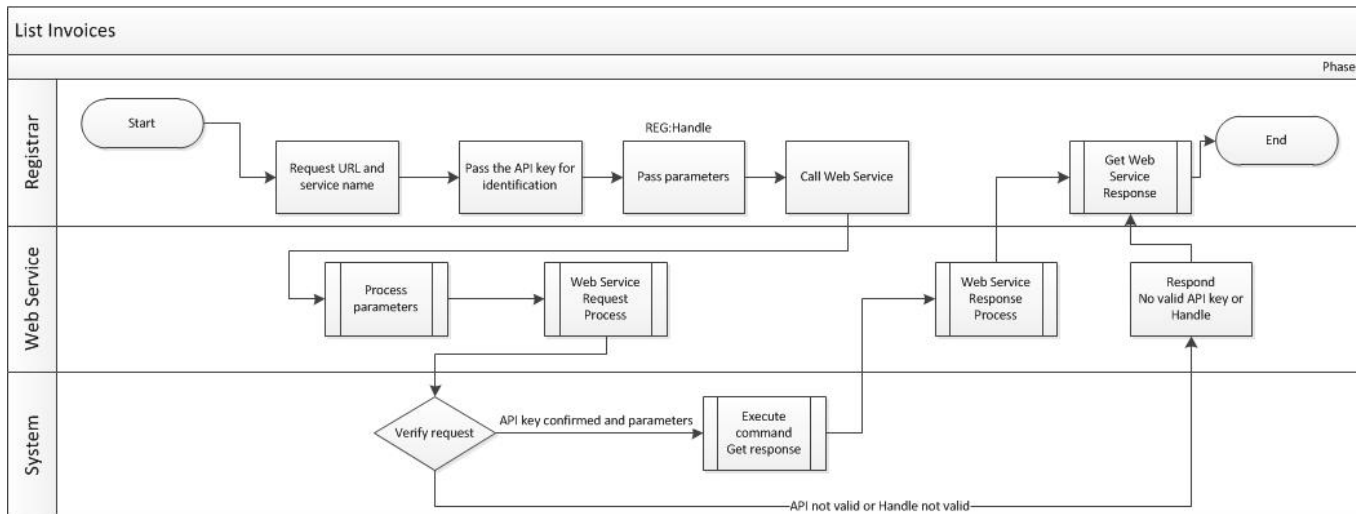 List Invoices
Phase
Registrar
Start
Request URL and
service name
Pass the API key for
identification
REG:Handle
Pass parameters
Call Web Service
Get Web
Service
Response
End
Web Service
Process
parameters
Web Service
Request
Process
Web Service
Response
Process
Respond
No valid API key or
Handle
System
Verify request
API key confirmed and parameters
Execute
command
Get response
API not valid or Handle not valid